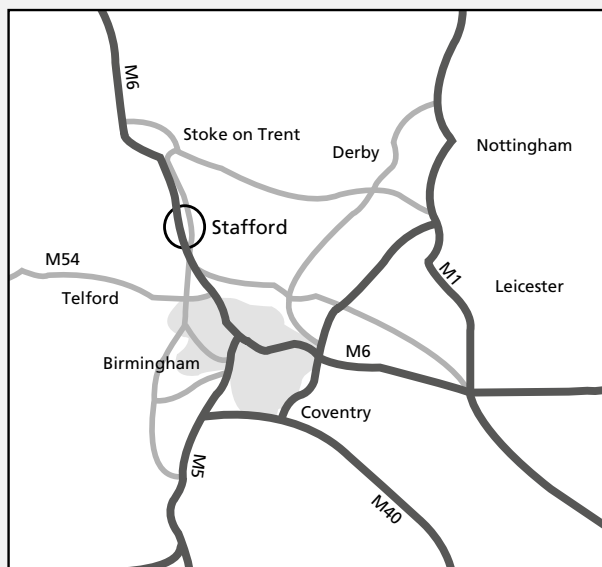 M6
Stoke on Trent
Derby
Nottingham
Stafford
M54
M1
Telford
Leicester
M6
Birmingham
Coventry
M5
M40